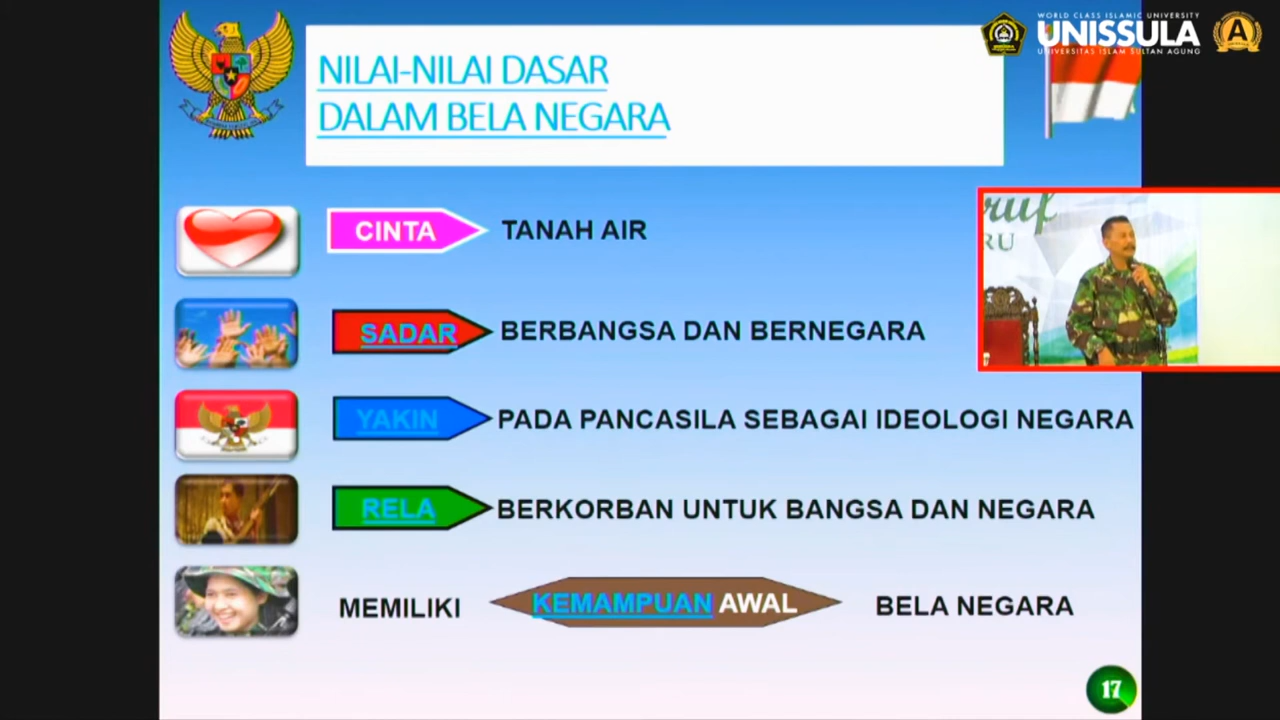 WORLD CLASS ISLAMIC UNIVERSITY
UNISSULA
UNIVERSITAS ISLAM SULTAN AGUNG
A
NILAI-NILAI DASAR
DALAM BELA NEGARA
CINTA TANAH AIR
SADAR BERBANGSA DAN BERNEGARA
YAKIN PADA PANCASILA SEBAGAI IDEOLOGI NEGARA
RELA BERKORBAN UNTUK BANGSA DAN NEGARA
MEMILIKI KEMAMPUAN AWAL BELA NEGARA
17